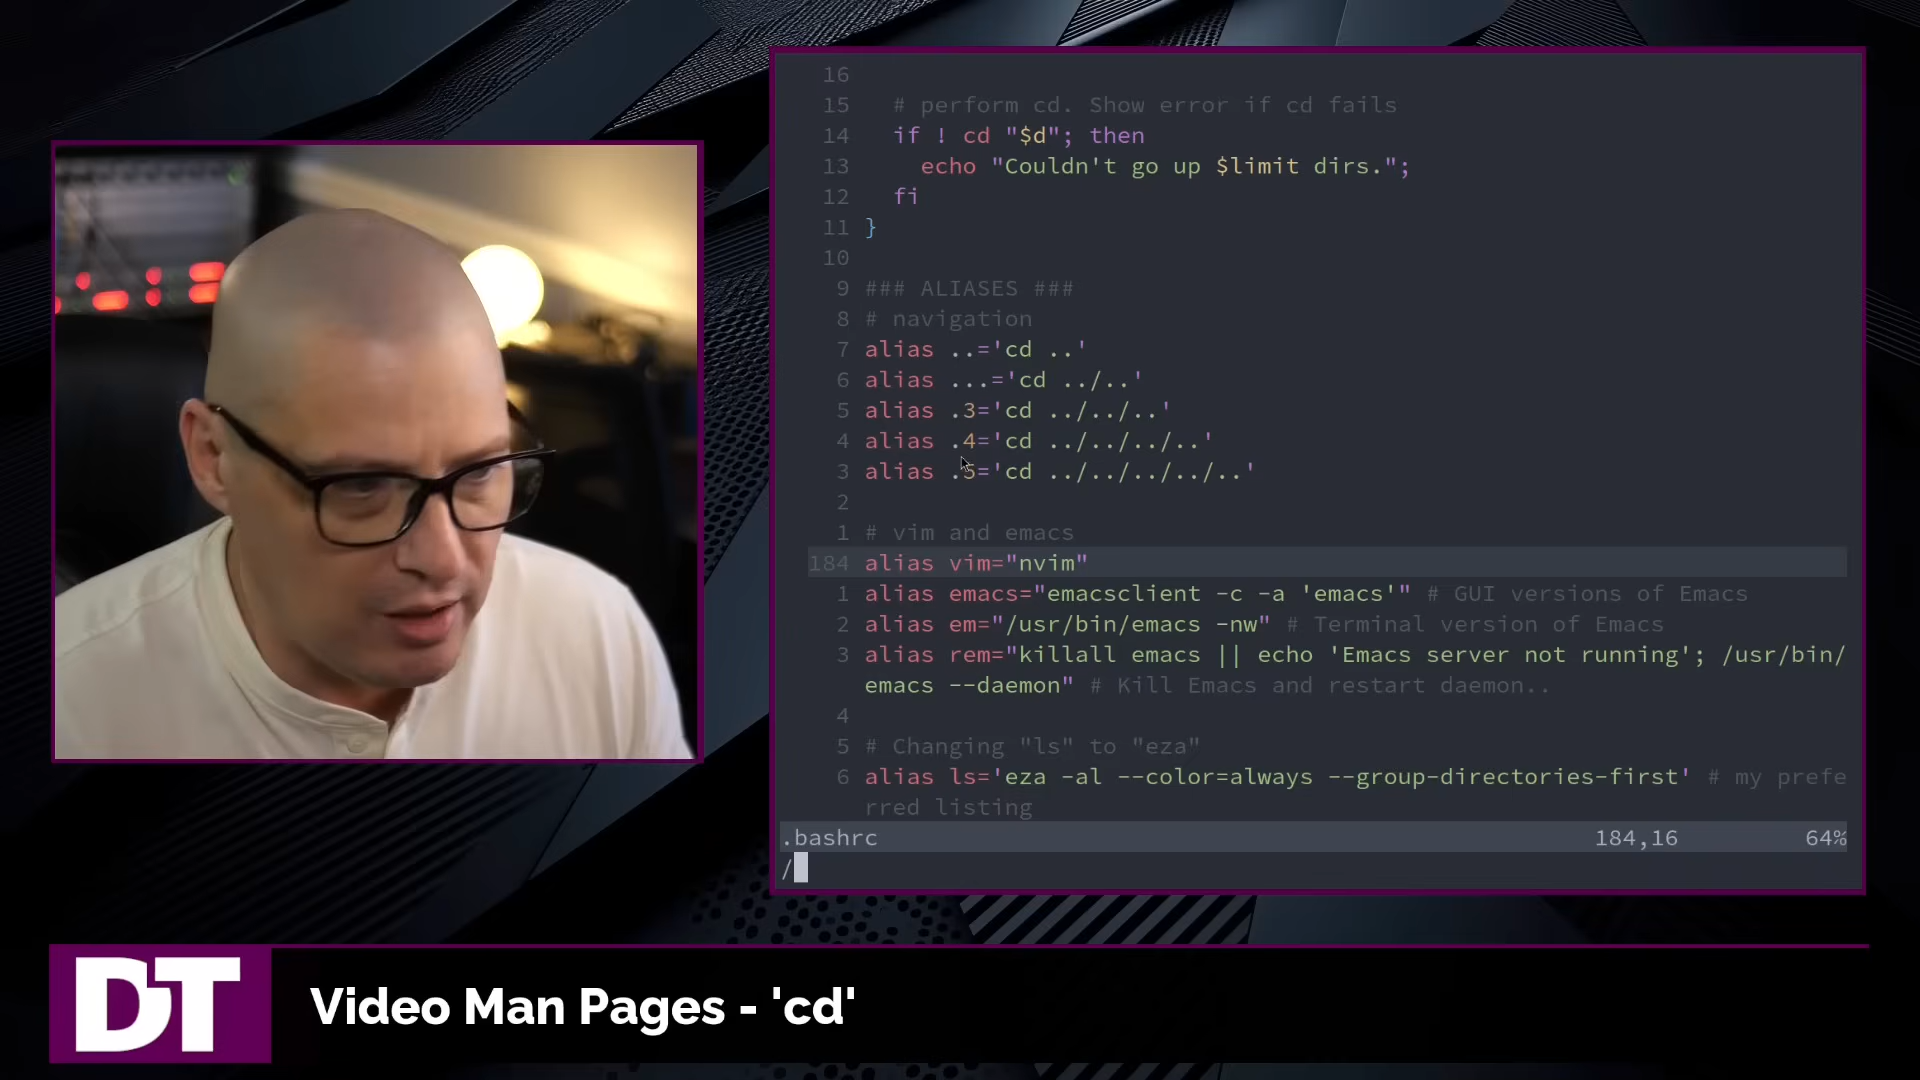 16
15 # perform cd. Show error if cd fails
14 if ! cd "$d"; then
13 echo "Couldn't go up $limit dirs.";
12 fi
11 }
10
9 ### ALIASES ###
8 # navigation
7 alias ..='cd ..'
6 alias ...='cd ../..'
5 alias .3='cd ../../..'
4 alias .4='cd ../../../..'
3 alias .5='cd ../../../../..'
2
1 # vim and emacs
184 alias vim="nvim"
1 alias emacs="emacsclient -c -a 'emacs'" # GUI versions of Emacs
2 alias em="/usr/bin/emacs -nw" # Terminal version of Emacs
3 alias rem="killall emacs || echo 'Emacs server not running'; /usr/bin/
emacs --daemon" # Kill Emacs and restart daemon..
4
5 # Changing "ls" to "eza"
6 alias ls='eza -al --color=always --group-directories-first' # my prefe
rred listing
.bashrc 184,16 64%
/
DT
Video Man Pages - 'cd'